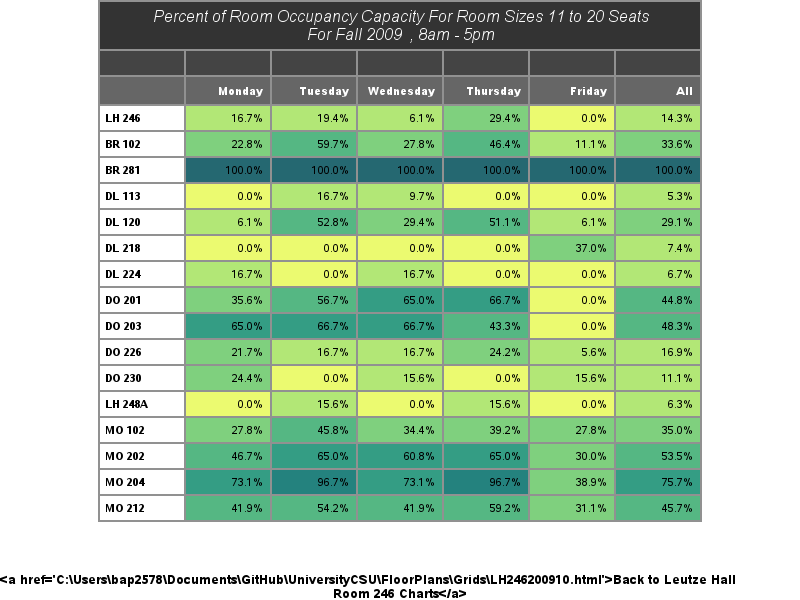 Percent of Room Occupancy Capacity For Room Sizes 11 to 20 Seats
For Fall 2009 , 8am - 5pm
Monday Tuesday Wednesday Thursday Friday All
LH 246 16.7% 19.4% 6.1% 29.4% 0.0% 14.3%
BR 102 22.8% 59.7% 27.8% 46.4% 11.1% 33.6%
BR 281 100.0% 100.0% 100.0% 100.0% 100.0% 100.0%
DL 113 0.0% 16.7% 9.7% 0.0% 0.0% 5.3%
DL 120 6.1% 52.8% 29.4% 51.1% 6.1% 29.1%
DL 218 0.0% 0.0% 0.0% 0.0% 37.0% 7.4%
DL 224 16.7% 0.0% 16.7% 0.0% 0.0% 6.7%
DO 201 35.6% 56.7% 65.0% 66.7% 0.0% 44.8%
DO 203 65.0% 66.7% 66.7% 43.3% 0.0% 48.3%
DO 226 21.7% 16.7% 16.7% 24.2% 5.6% 16.9%
DO 230 24.4% 0.0% 15.6% 0.0% 15.6% 11.1%
LH 248A 0.0% 15.6% 0.0% 15.6% 0.0% 6.3%
MO 102 27.8% 45.8% 34.4% 39.2% 27.8% 35.0%
MO 202 46.7% 65.0% 60.8% 65.0% 30.0% 53.5%
MO 204 73.1% 96.7% 73.1% 96.7% 38.9% 75.7%
MO 212 41.9% 54.2% 41.9% 59.2% 31.1% 45.7%
<a href='C:\Users\bap2578\Documents\GitHub\UniversityCSU\FloorPlans\Grids\LH246200910.html'>Back to Leutze Hall
Room 246 Charts</a>